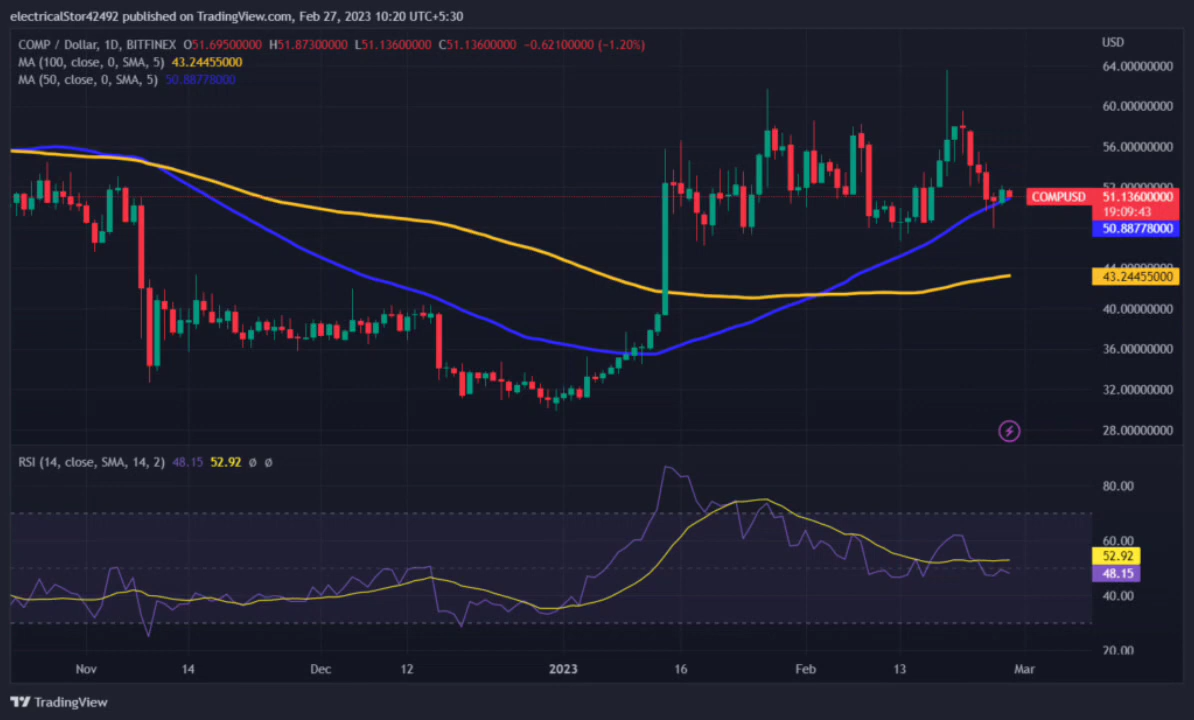 electricalStor42492 published on TradingView.com, Feb 27, 2023 10:20 UTC+5:30
COMP / Dollar, 1D, BITFINEX O51.69500000 H51.87300000 L51.13600000 C51.13600000 −0.62100000 (−1.20%)
MA (100, close, 0, SMA, 5) 43.24455000
MA (50, close, 0, SMA, 5) 50.88778000
USD
64.00000000
60.00000000
56.00000000
52.00000000
COMPUSD 51.13600000
19:09:43
50.88778000
44.00000000
43.24455000
40.00000000
36.00000000
32.00000000
28.00000000
RSI (14, close, SMA, 14, 2) 48.15 52.92 ø ø
80.00
60.00
52.92
48.15
40.00
20.00
Nov 14 Dec 12 2023 16 Feb 13 Mar
TradingView